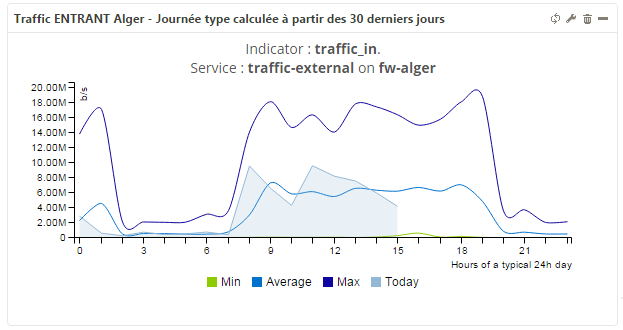 Traffic ENTRANT Alger - Journée type calculée à partir des 30 derniers jours
Indicator : traffic_in.
Service : traffic-external on fw-alger
20.00M
18.00M
16.00M
14.00M
12.00M
10.00M
8.00M
6.00M
4.00M
2.00M
0
b/s
0 3 6 9 12 15 18 21
Hours of a typical 24h day
Min Average Max Today